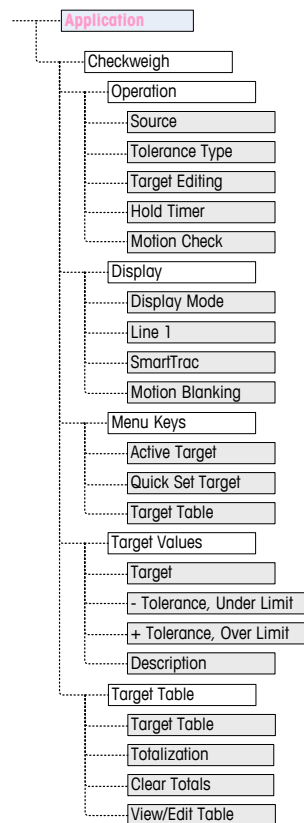 Application
Checkweigh
Operation
Source
Tolerance Type
Target Editing
Hold Timer
Motion Check
Display
Display Mode
Line 1
SmartTrac
Motion Blanking
Menu Keys
Active Target
Quick Set Target
Target Table
Target Values
Target
- Tolerance, Under Limit
+ Tolerance, Over Limit
Description
Target Table
Target Table
Totalization
Clear Totals
View/Edit Table